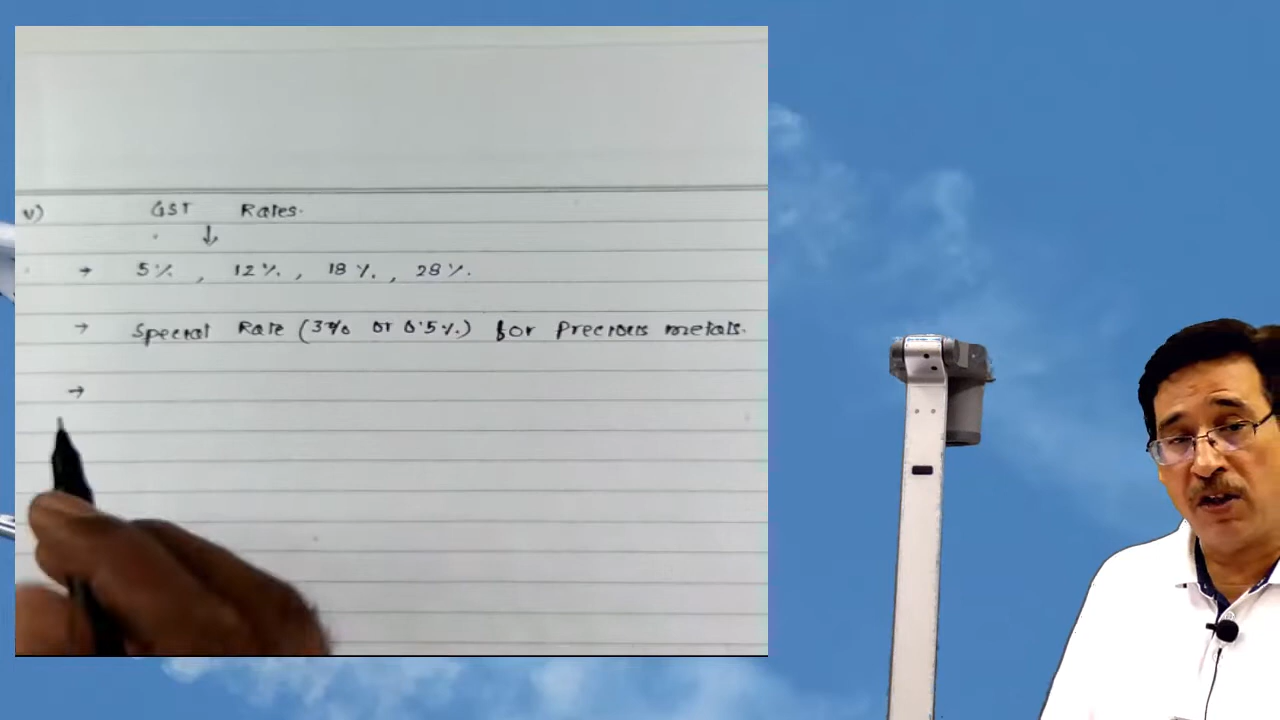 v) GST Rates.
↓
→ 5%, 12%, 18%, 28%.
→ Special Rate (3% or 0.5%) for Precious metals.
→